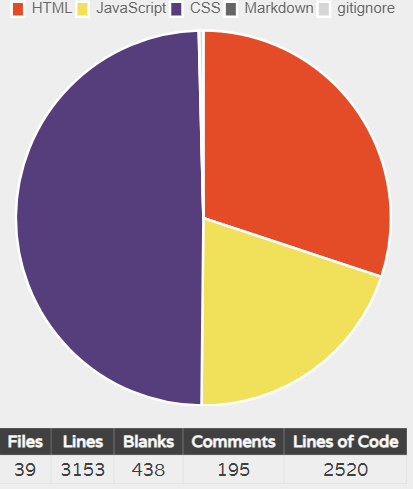 HTML JavaScript CSS Markdown gitignore
Files Lines Blanks Comments Lines of Code
39 3153 438 195 2520